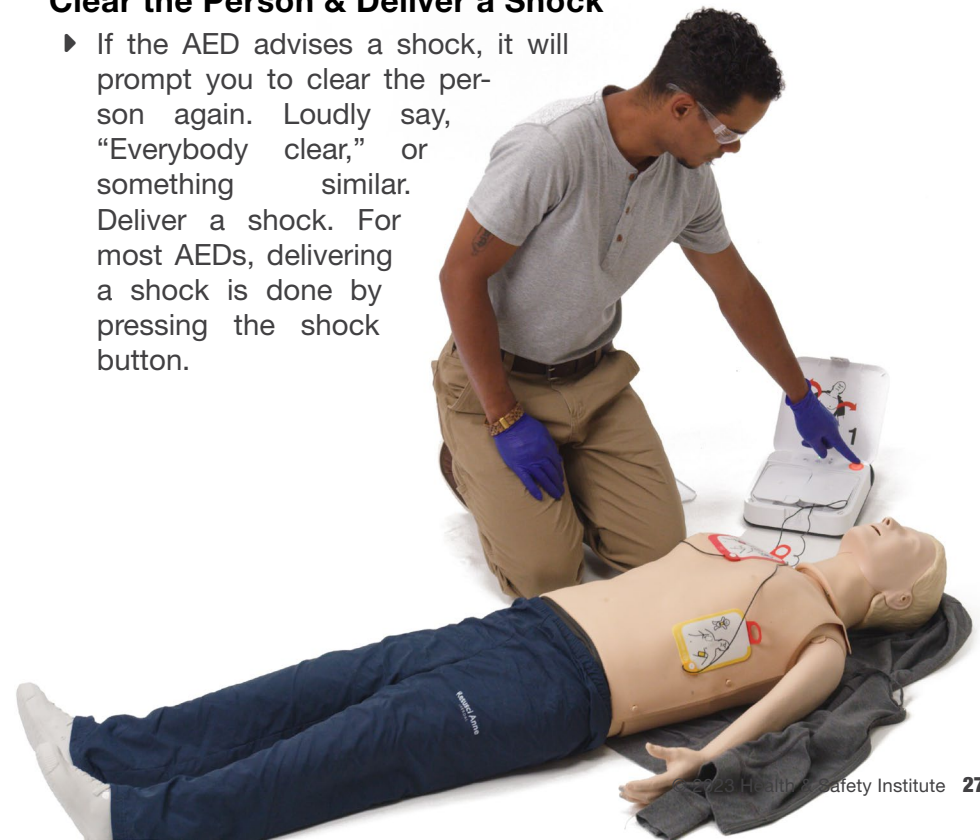 Clear the Person & Deliver a Shock
If the AED advises a shock, it will
prompt you to clear the per-
son again. Loudly say,
“Everybody clear,” or
something similar.
Deliver a shock. For
most AEDs, delivering
a shock is done by
pressing the shock
button.
1
Resusci Anne
© 2023 Health & Safety Institute 27